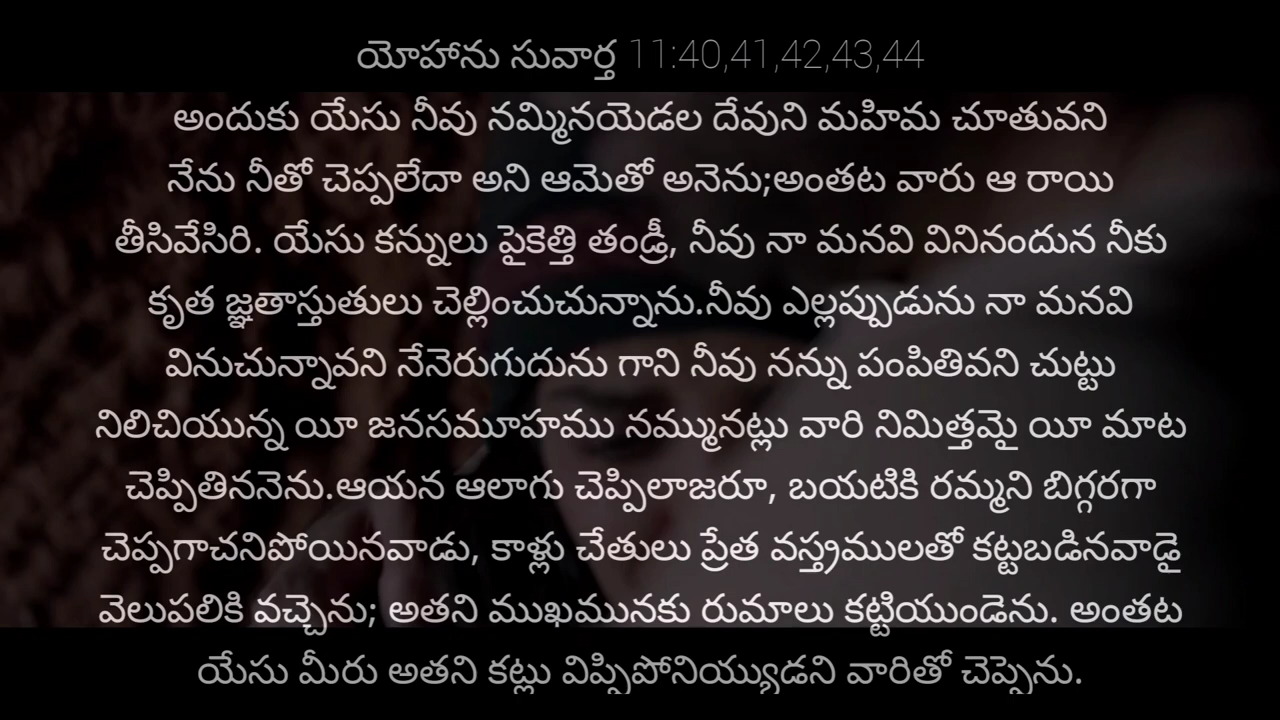 యోహాను సువార్త 11:40,41,42,43,44
అందుకు యేసు నీవు నమ్మినయెడల దేవుని మహిమ చూతువని
నేను నీతో చెప్పలేదా అని ఆమెతో అనెను;అంతట వారు ఆ రాయి
తీసివేసిరి. యేసు కన్నులు పైకెత్తి తండ్రీ, నీవు నా మనవి వినినందున నీకు
కృత జ్ఞతాస్తుతులు చెల్లించుచున్నాను.నీవు ఎల్లప్పుడును నా మనవి
వినుచున్నావని నేనెరుగుదును గాని నీవు నన్ను పంపితివని చుట్టు
నిలిచియున్న యీ జనసమూహము నమ్మునట్లు వారి నిమిత్తమై యీ మాట
చెప్పితిననెను.ఆయన ఆలాగు చెప్పిలాజరూ, బయటికి రమ్మని బిగ్గరగా
చెప్పగాచనిపోయినవాడు, కాళ్లు చేతులు ప్రేత వస్త్రములతో కట్టబడినవాడై
వెలుపలికి వచ్చెను; అతని ముఖమునకు రుమాలు కట్టియుండెను. అంతట
యేసు మీరు అతని కట్లు విప్పిపోనియ్యుడని వారితో చెప్పెను.